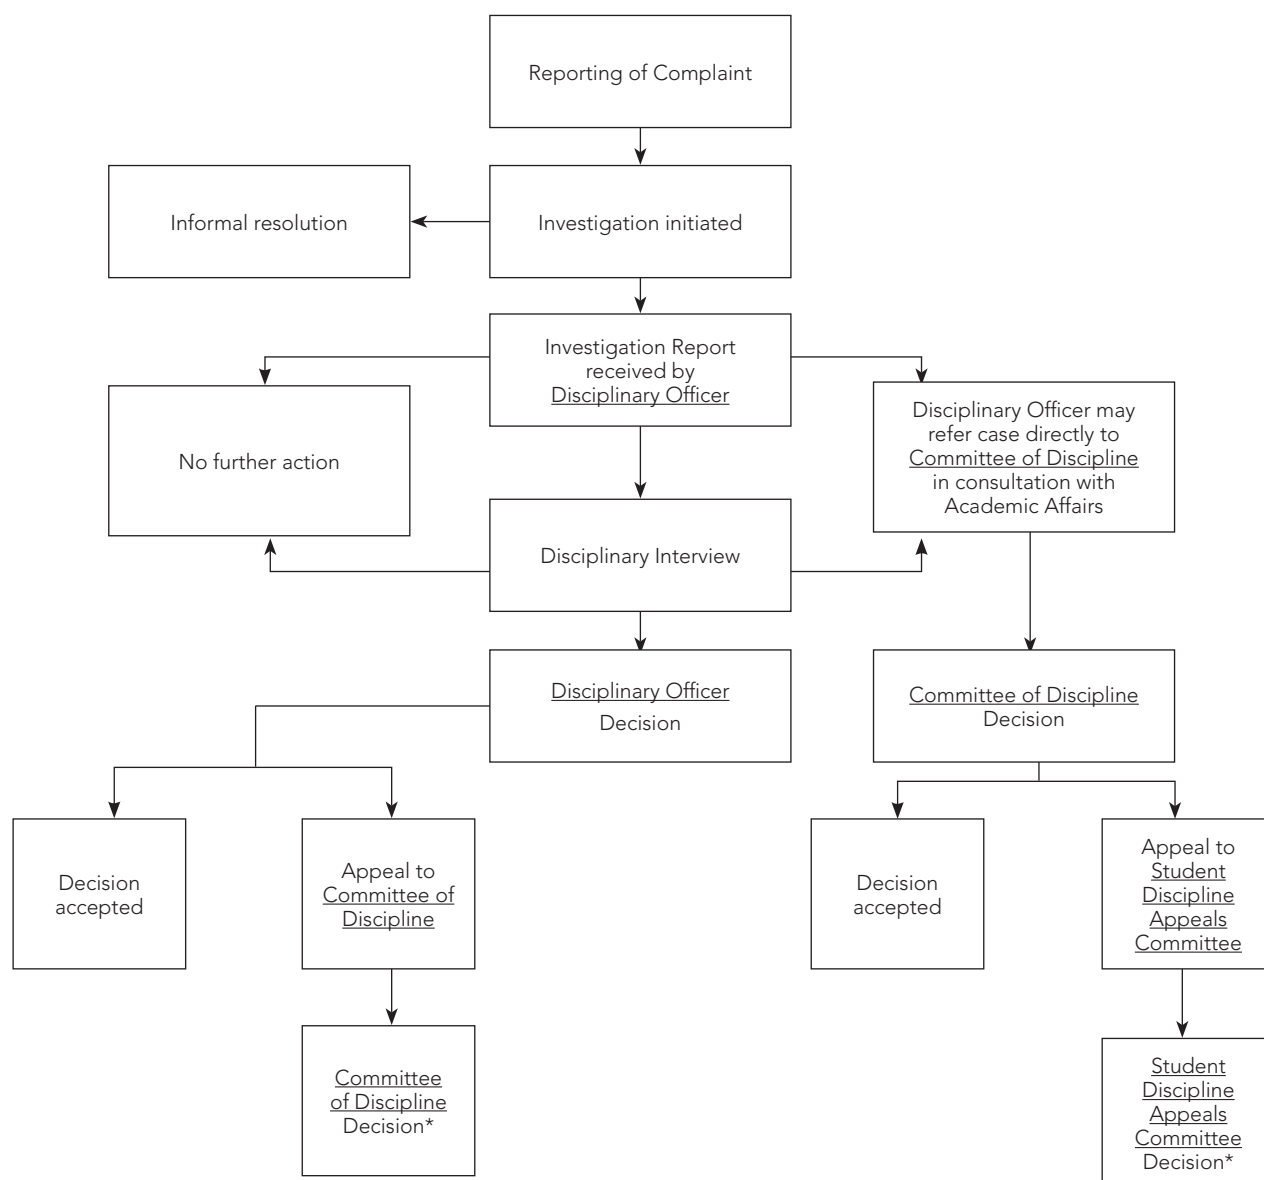 Reporting of Complaint
Informal resolution
Investigation initiated
Investigation Report
received by
Disciplinary Officer
No further action
Disciplinary Officer may
refer case directly to
Committee of Discipline
in consultation with
Academic Affairs
Disciplinary Interview
Disciplinary Officer
Decision
Committee of Discipline
Decision
Decision
accepted
Appeal to
Committee of
Discipline
Decision
accepted
Appeal to
Student
Discipline
Appeals
Committee
Committee
of Discipline
Decision*
Student
Discipline
Appeals
Committee
Decision*